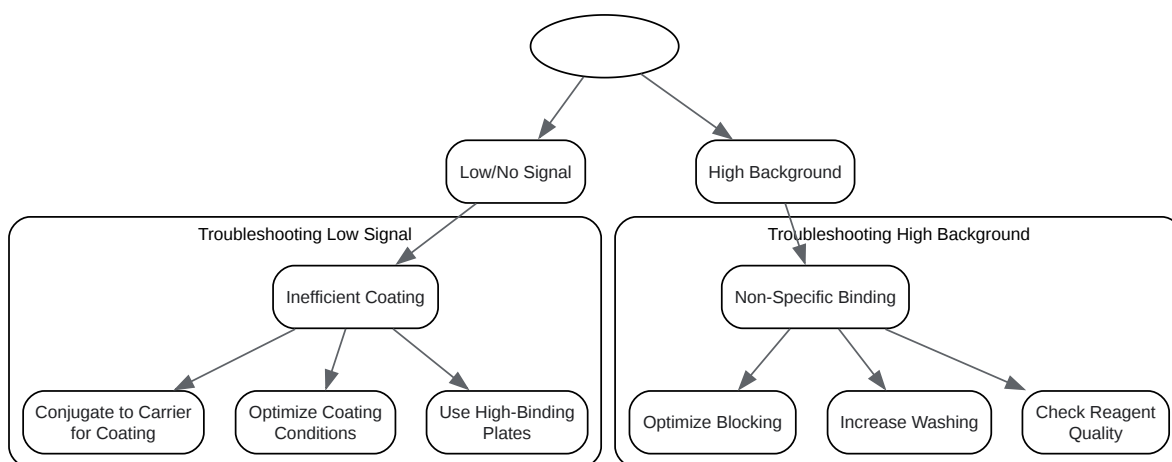 Low/No Signal
High Background
Troubleshooting Low Signal
Troubleshooting High Background
Inefficient Coating
Non-Specific Binding
Conjugate to Carrier
for Coating
Optimize Coating
Conditions
Use High-Binding
Plates
Optimize Blocking
Increase Washing
Check Reagent
Quality